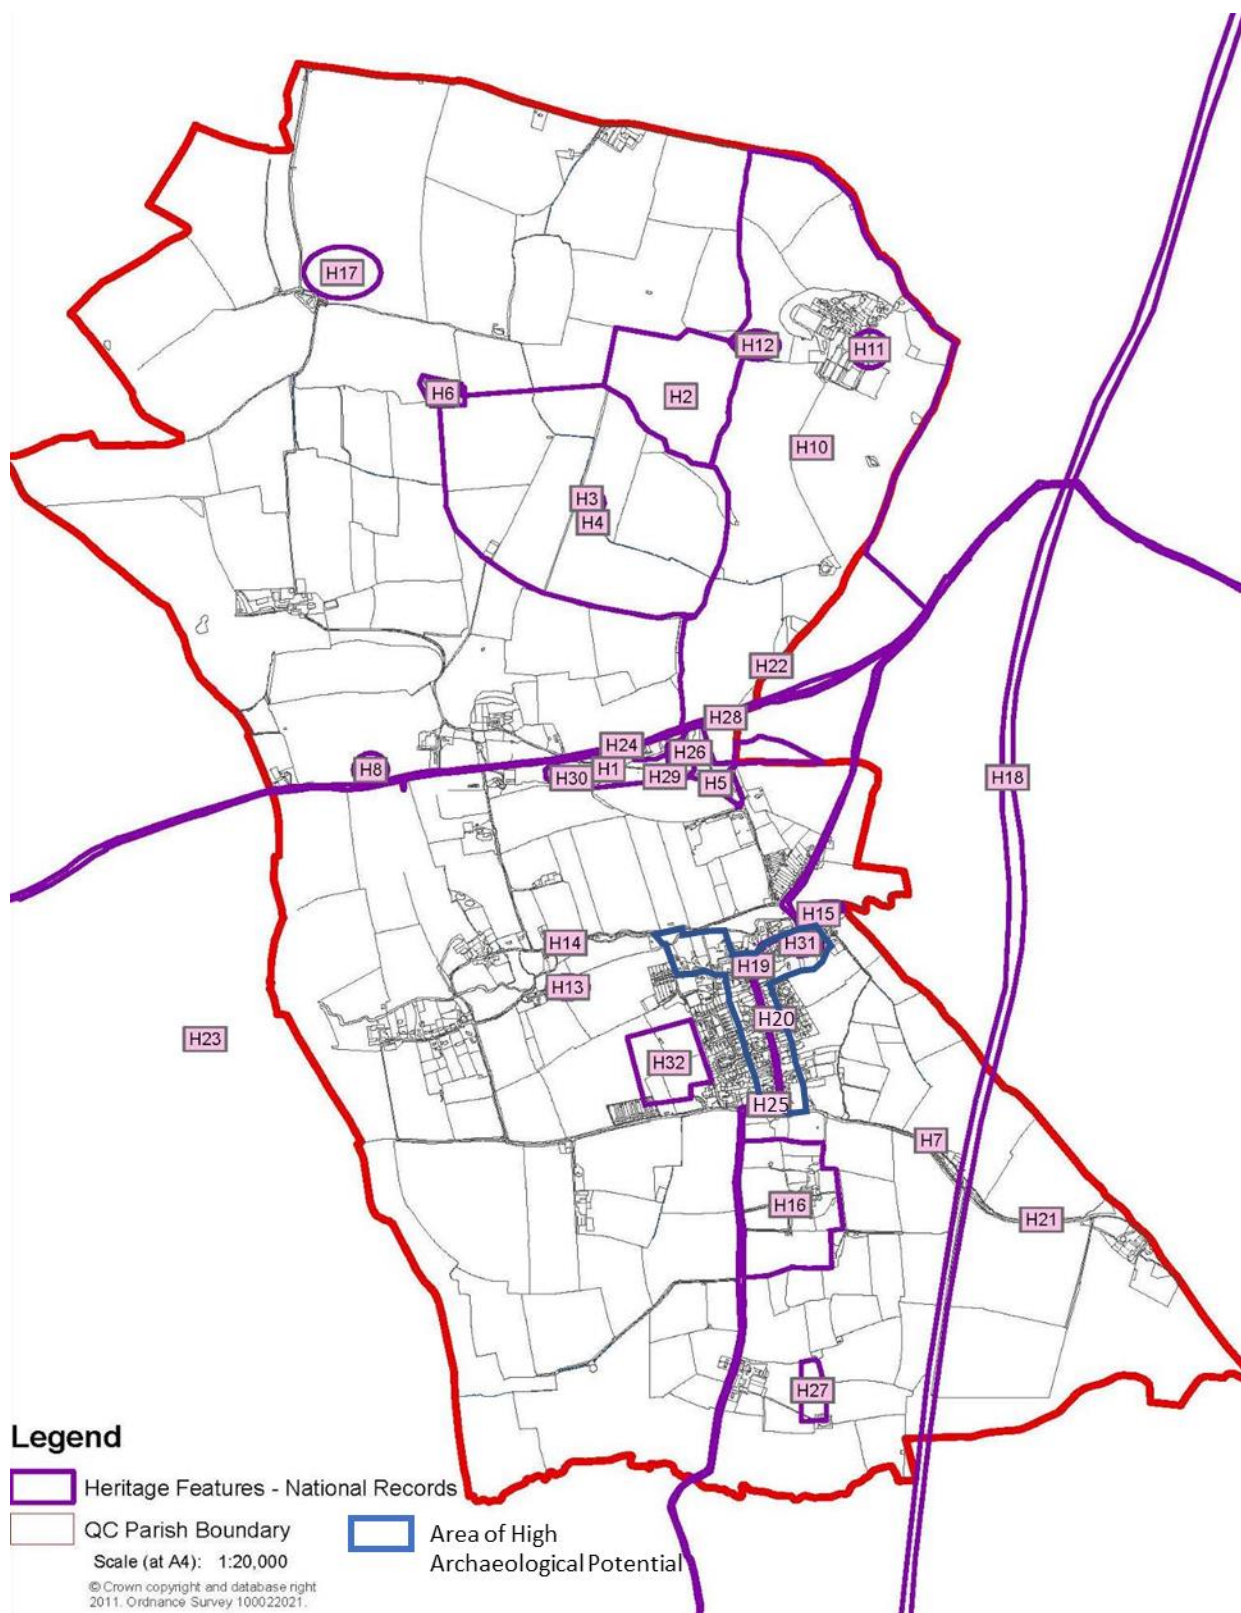 H17
H12
H11
H6
H2
H10
H3
H4
H22
H28
H24
H26
H8
H1
H30
H29
H5
H18
H15
H14
H31
H19
H13
H20
H23
H32
H25
H7
H16
H21
H27
Legend
Heritage Features - National Records
QC Parish Boundary
Area of High
Archaeological Potential
Scale (at A4): 1:20,000
© Crown copyright and database right
2011. Ordnance Survey 100022021.